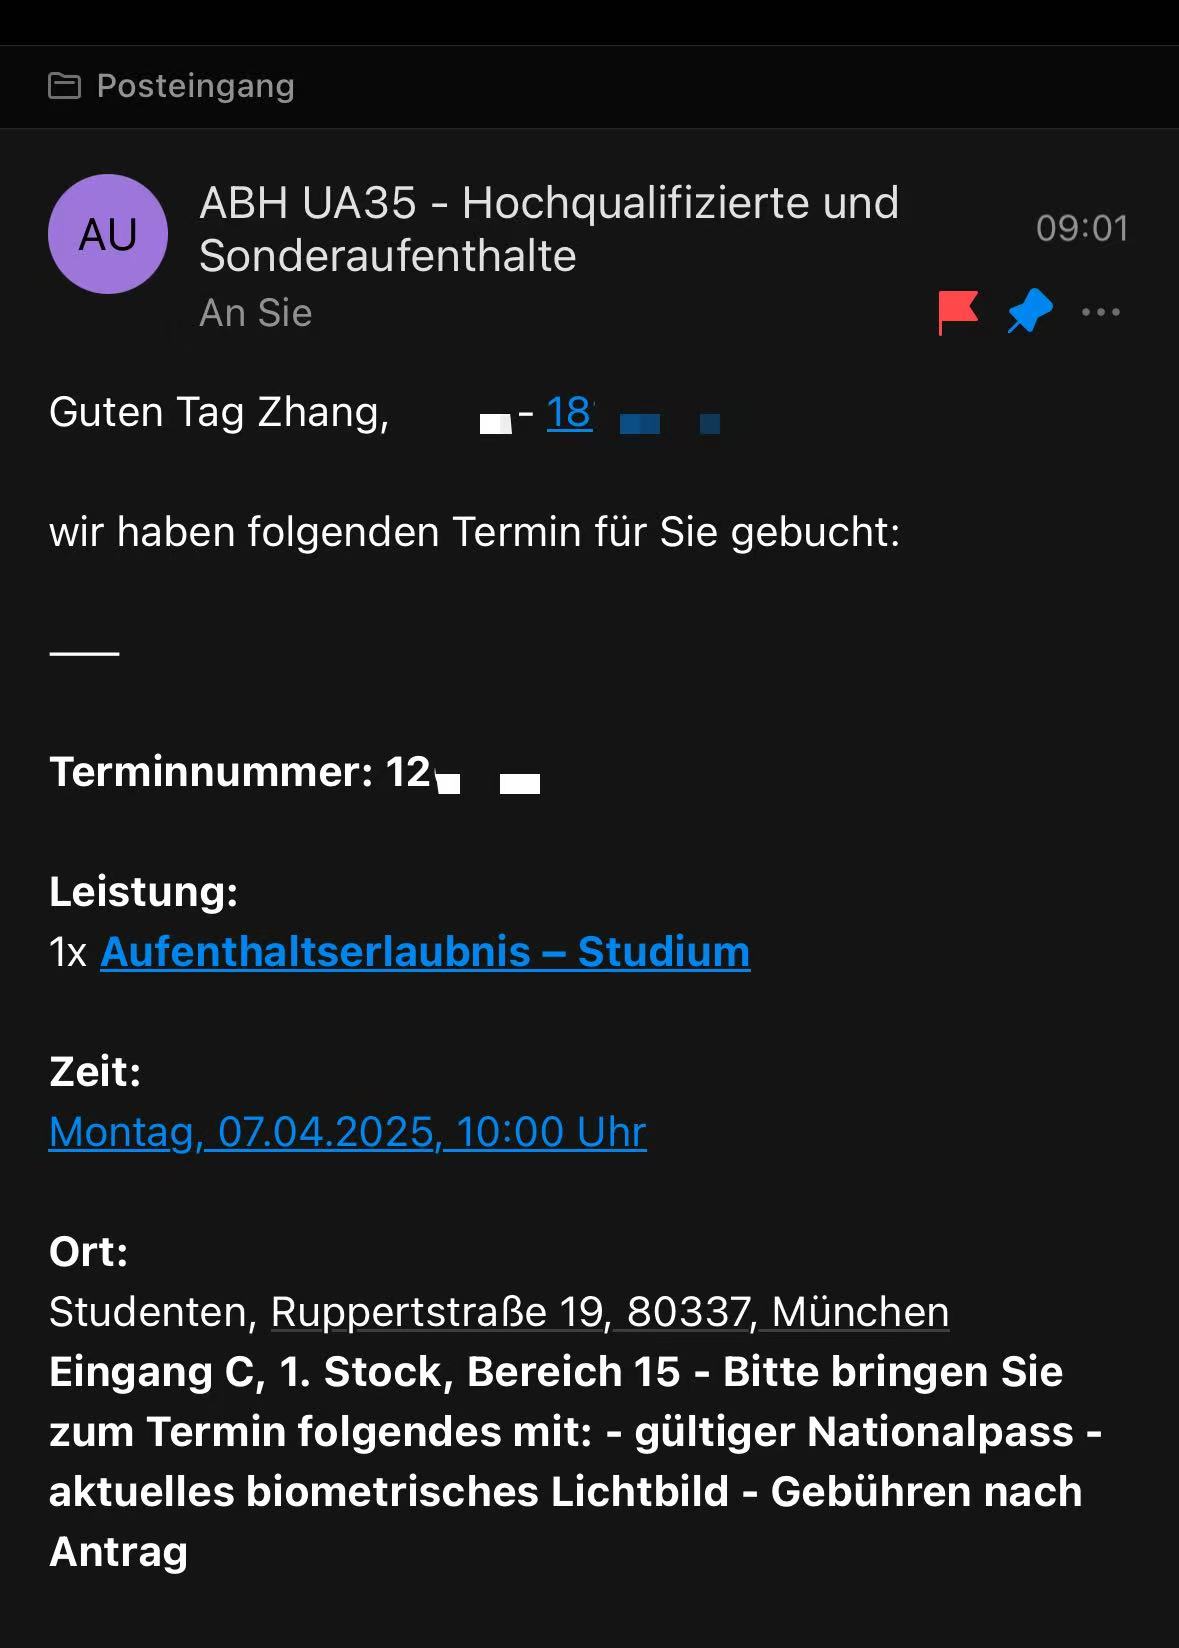 Posteingang
AU
ABH UA35 - Hochqualifizierte und
Sonderaufenthalte
09:01
An Sie
Guten Tag Zhang, - 18
wir haben folgenden Termin für Sie gebucht:
Terminnummer: 12
Leistung:
1x Aufenthaltserlaubnis – Studium
Zeit:
Montag, 07.04.2025, 10:00 Uhr
Ort:
Studenten, Ruppertstraße 19, 80337, München
Eingang C, 1. Stock, Bereich 15 - Bitte bringen Sie
zum Termin folgendes mit: - gültiger Nationalpass -
aktuelles biometrisches Lichtbild - Gebühren nach
Antrag